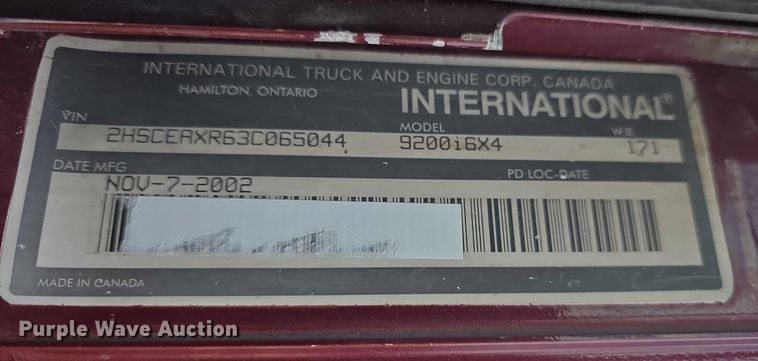 INTERNATIONAL TRUCK AND ENGINE CORP. CANADA
HAMILTON, ONTARIO
INTERNATIONAL®
VIN MODEL WB
2HSCEAXR63C065044 9200i6X4 171
DATE MFG PD LOC-DATE
NOV-7-2002
MADE IN CANADA
Purple Wave Auction